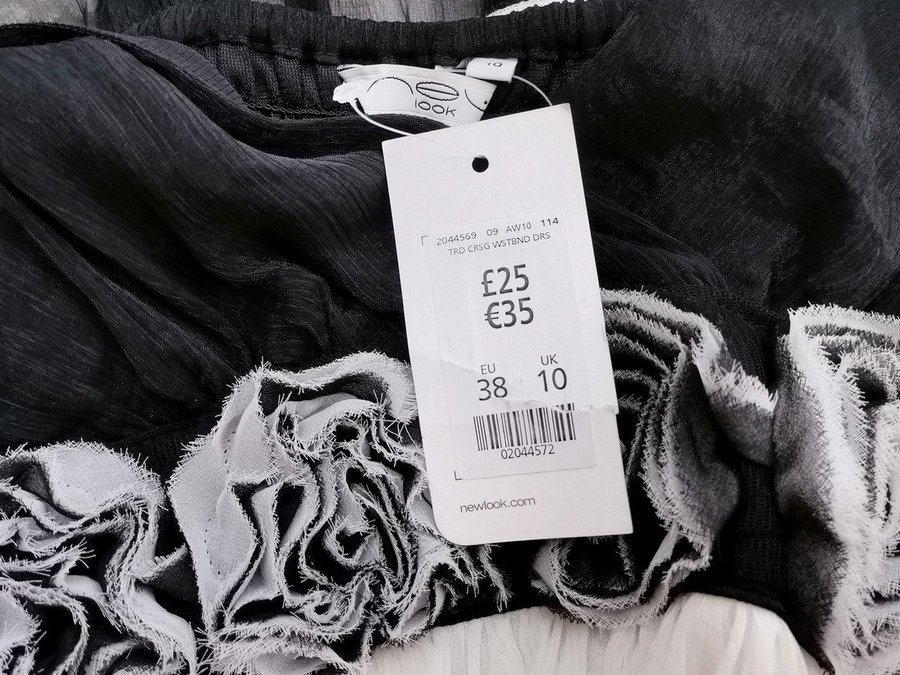 10
look
2044569 09 AW10 114
TRD CRSG WSTBND DRS
£25
€35
EU UK
38 10
02044572
newlook.com